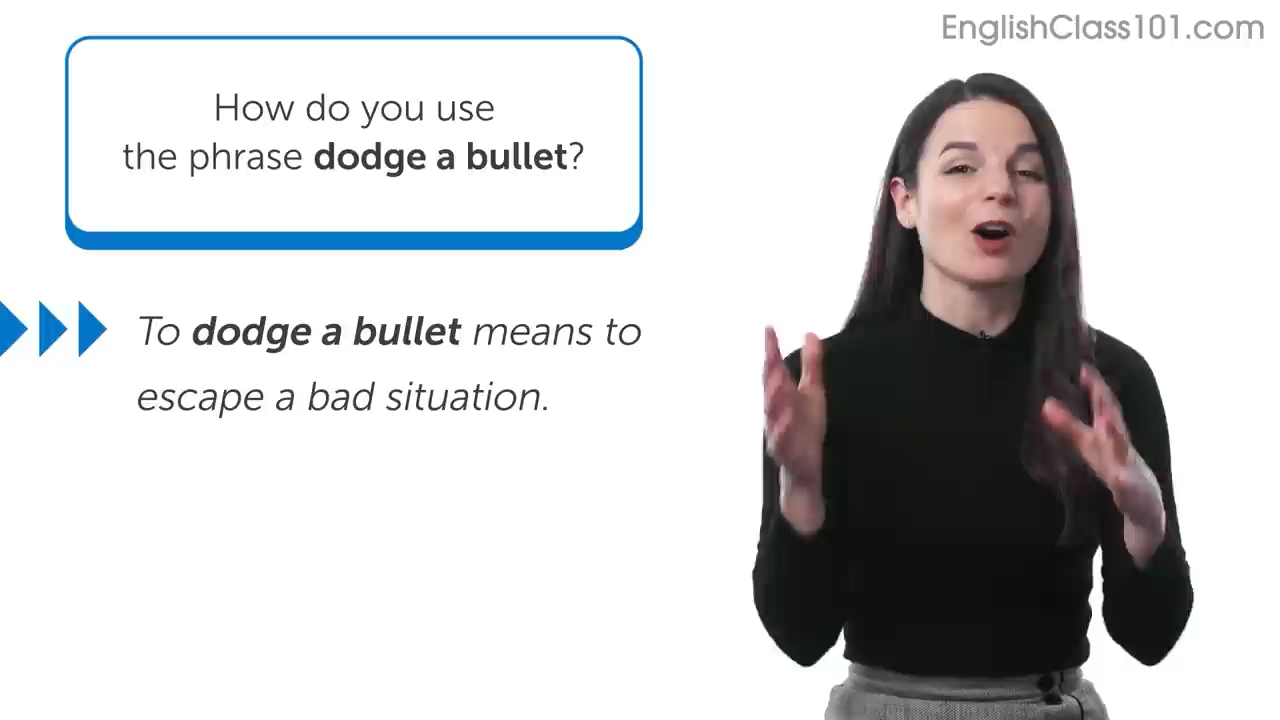 EnglishClass101.com
How do you use
the phrase dodge a bullet?
To dodge a bullet means to
escape a bad situation.